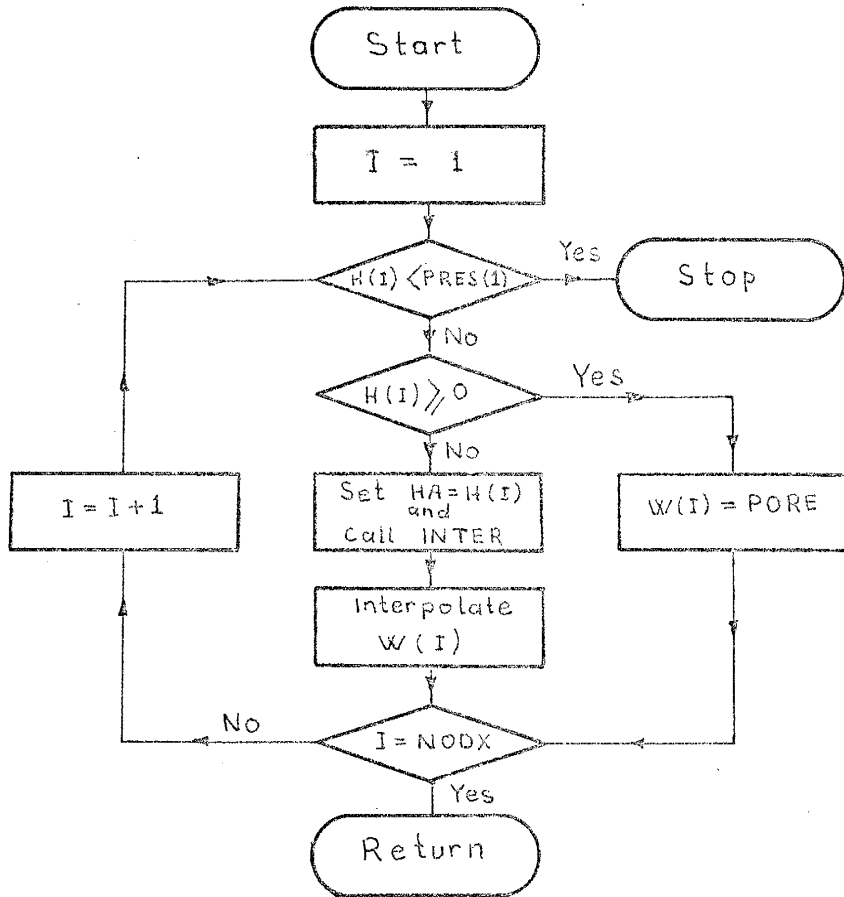 Start
I = 1
H(I) < PRES(1)
Yes
Stop
No
H(I) ⩾ 0
Yes
No
Set HA=H(I)
and
Call INTER
I = I+1
W(I) = PORE
Interpolate
W(I)
No
I = NODX
Yes
Return